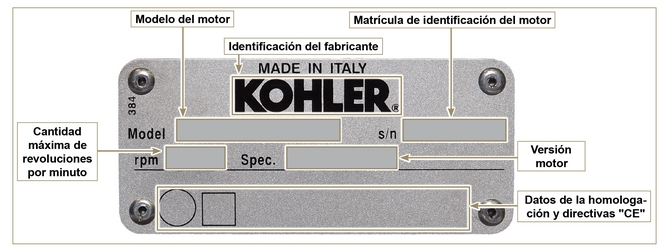 Modelo del motor
Matrícula de identificación del motor
Identificación del fabricante
MADE IN ITALY
KOHLER®
384
Model
s/n
Cantidad
máxima de
revoluciones
por minuto
rpm
Spec.
Versión
motor
Datos de la homologa-
ción y directivas "CE"